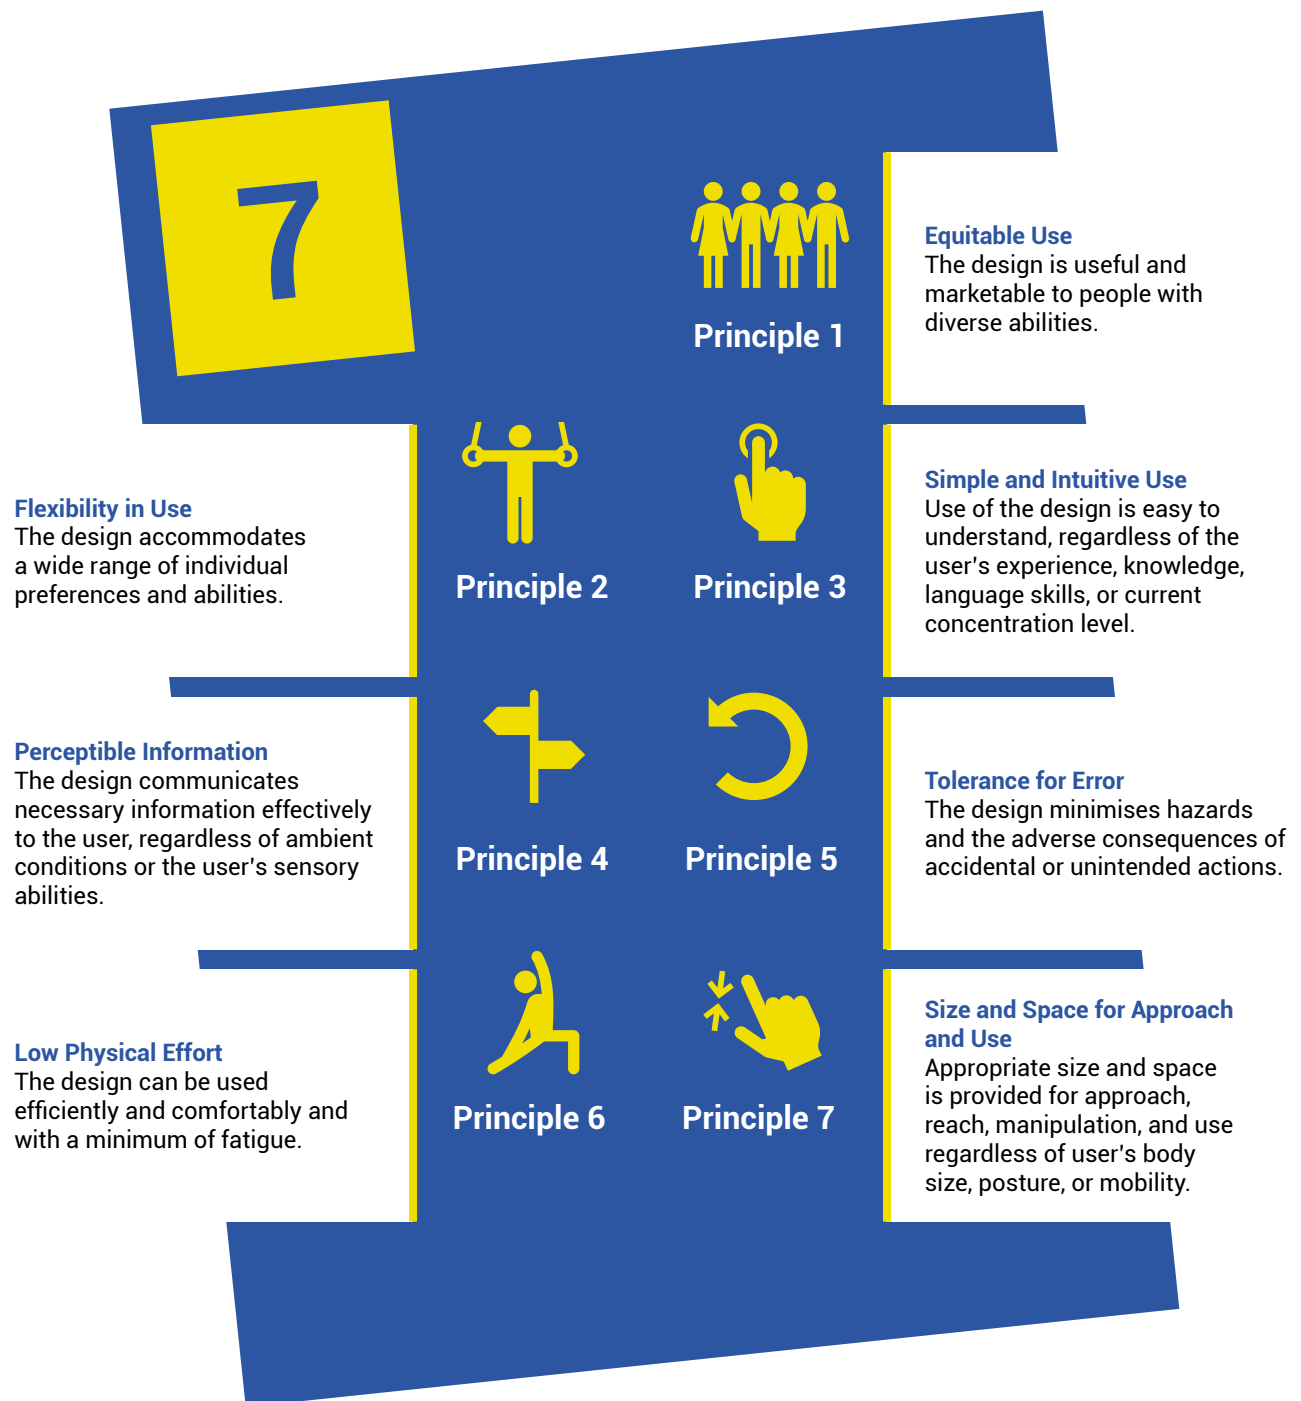 7
Principle 1
Equitable Use
The design is useful and
marketable to people with
diverse abilities.
Principle 2
Flexibility in Use
The design accommodates
a wide range of individual
preferences and abilities.
Principle 3
Simple and Intuitive Use
Use of the design is easy to
understand, regardless of the
user's experience, knowledge,
language skills, or current
concentration level.
Principle 4
Perceptible Information
The design communicates
necessary information effectively
to the user, regardless of ambient
conditions or the user's sensory
abilities.
Principle 5
Tolerance for Error
The design minimises hazards
and the adverse consequences of
accidental or unintended actions.
Principle 6
Low Physical Effort
The design can be used
efficiently and comfortably and
with a minimum of fatigue.
Principle 7
Size and Space for Approach
and Use
Appropriate size and space
is provided for approach,
reach, manipulation, and use
regardless of user's body
size, posture, or mobility.